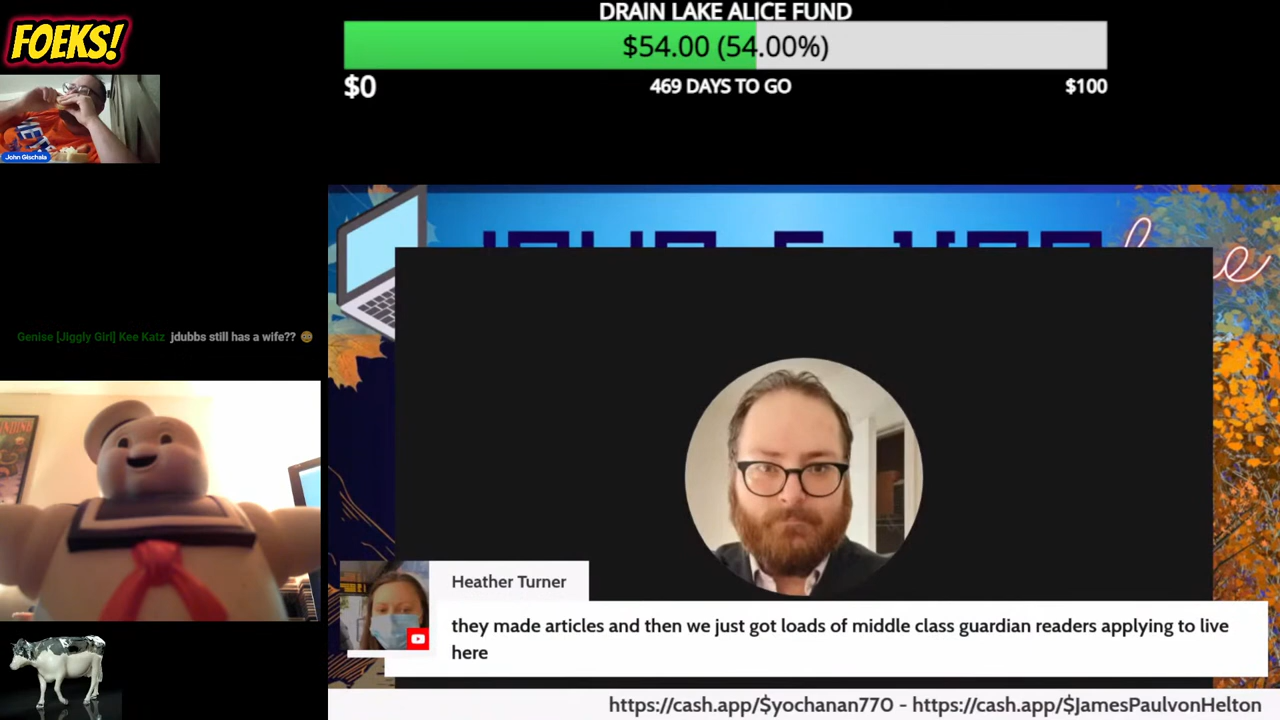 FOEKS!
DRAIN LAKE ALICE FUND
$54.00 (54.00%)
$0
469 DAYS TO GO
$100
John Gischala
Genise [JIggly Girl] Kee Katz jdubbs still has a wife??
Heather Turner
they made articles and then we just got loads of middle class guardian readers applying to live
here
https://cash.app/$yochanan770 - https://cash.app/$JamesPaulvonHelton